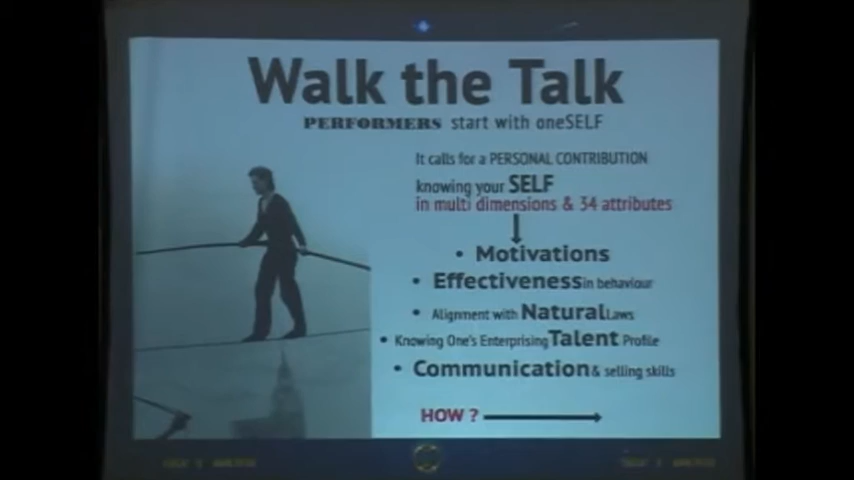 Walk the Talk
PERFORMERS start with oneSELF
It calls for a PERSONAL CONTRIBUTION
knowing your SELF
in multi dimensions & 34 attributes
• Motivations
• Effectiveness in behaviour
• Alignment with Natural Laws
• Knowing One's Enterprising Talent Profile
• Communication & selling skills
HOW ?